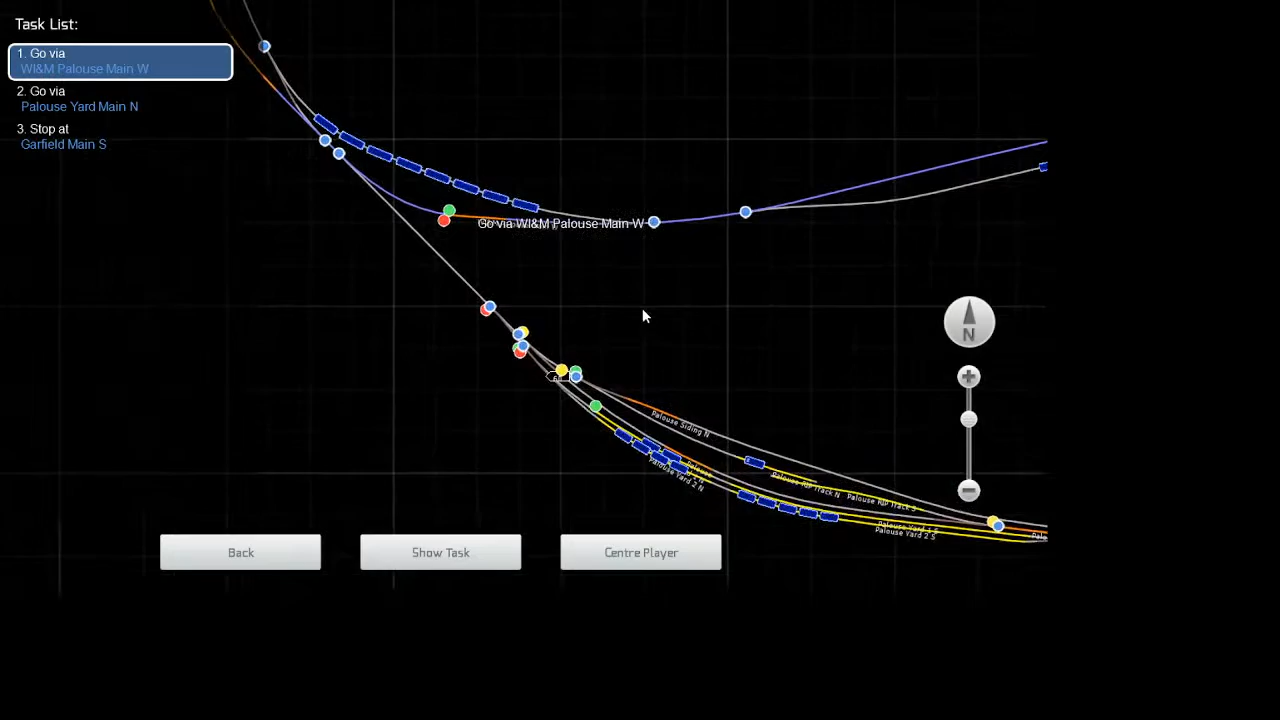 Task List:
1. Go via
WI&M Palouse Main W
2. Go via
Palouse Yard Main N
3. Stop at
Garfield Main S
Go via WI&M Palouse Main W
N
Palouse Siding N
Palouse RIP Track N
Palouse RIP Track S
Palouse
Palouse Yard 2 N
Palouse Yard 1 S
Palouse Yard 2 S
Back
Show Task
Centre Player